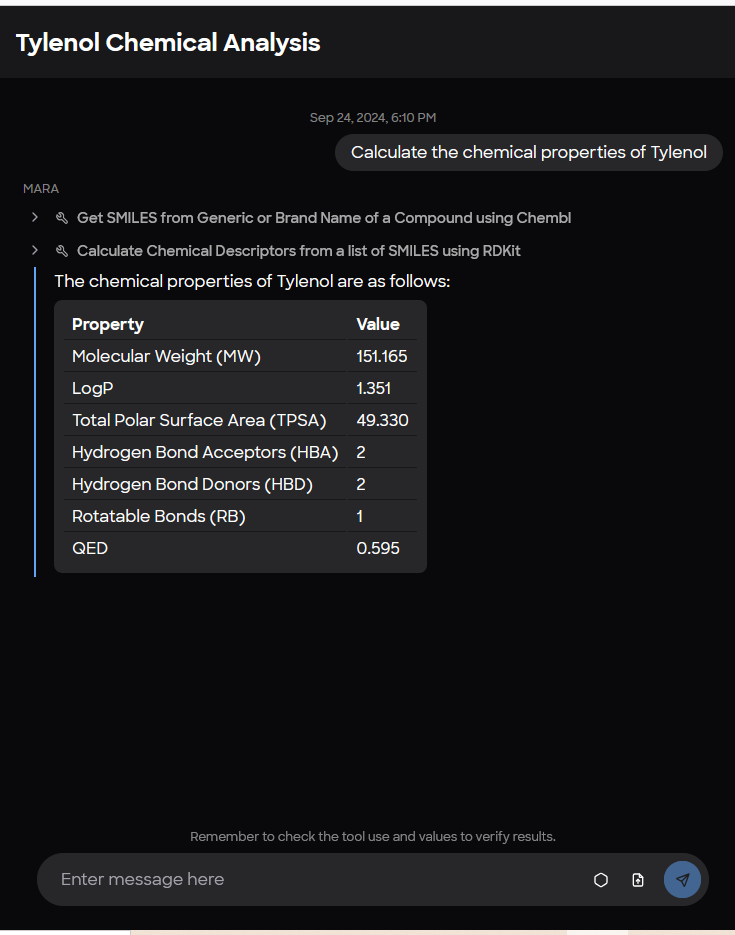 Tylenol Chemical Analysis
Sep 24, 2024, 6:10 PM
Calculate the chemical properties of Tylenol
MARA
Get SMILES from Generic or Brand Name of a Compound using Chembl
Calculate Chemical Descriptors from a list of SMILES using RDKit
The chemical properties of Tylenol are as follows:
Property Value
Molecular Weight (MW) 151.165
LogP 1.351
Total Polar Surface Area (TPSA) 49.330
Hydrogen Bond Acceptors (HBA) 2
Hydrogen Bond Donors (HBD) 2
Rotatable Bonds (RB) 1
QED 0.595
Remember to check the tool use and values to verify results.
Enter message here